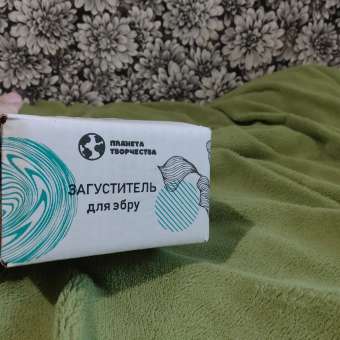 ПЛАНЕТА
ТВОРЧЕСТВА
ЗАГУСТИТЕЛЬ
для эбру